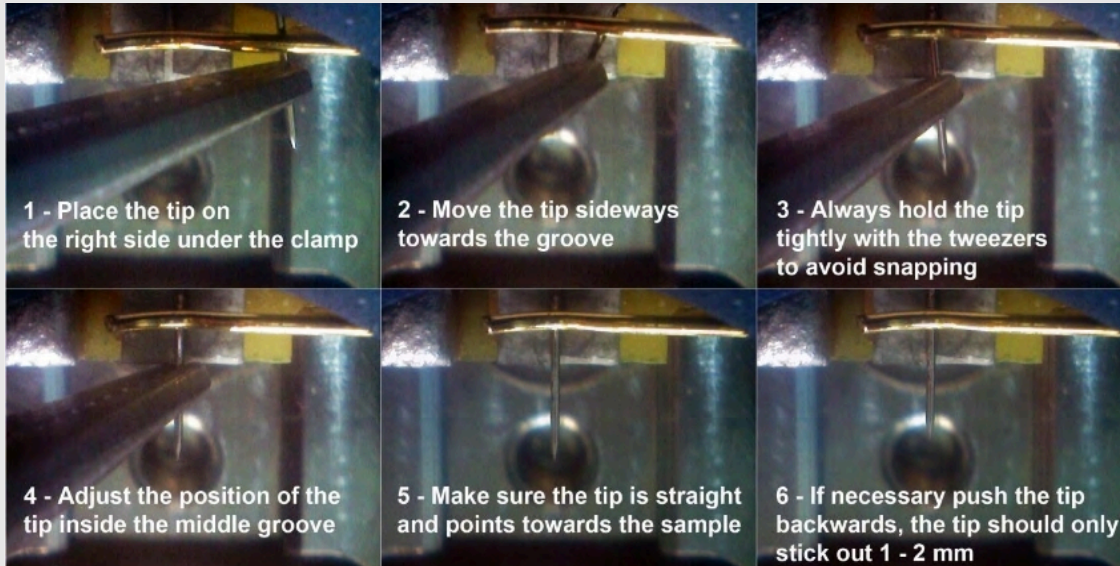 1 - Place the tip on
the right side under the clamp
2 - Move the tip sideways
towards the groove
3 - Always hold the tip
tightly with the tweezers
to avoid snapping
4 - Adjust the position of the
tip inside the middle groove
5 - Make sure the tip is straight
and points towards the sample
6 - If necessary push the tip
backwards, the tip should only
stick out 1 - 2 mm